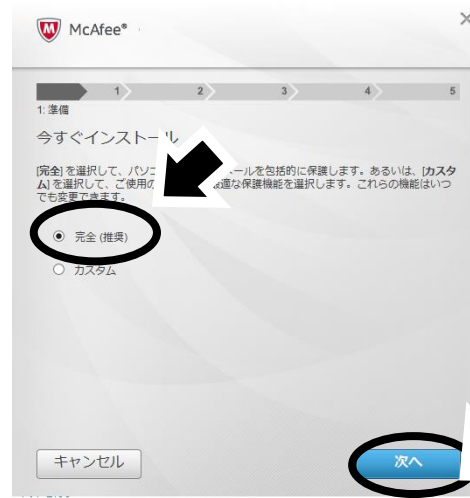 McAfee®
1
2
3
4
5
1: 準備
今すぐインストール
[完全] を選択して、パソコ ールを包括的に保護します。あるいは、[カスタ
ム] を選択して、ご使用の 適な保護機能を選択します。これらの機能はいつ
でも変更できます。
完全 (推奨)
カスタム
キャンセル
次へ